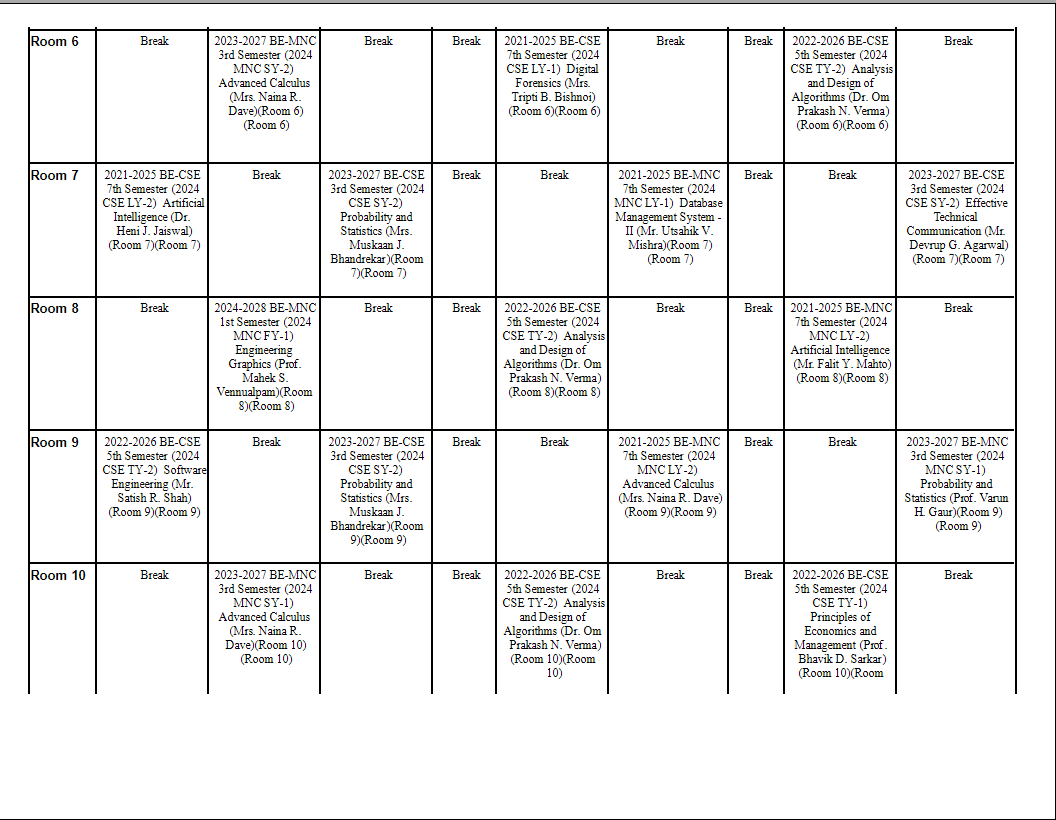 Room 6
Break
2023-2027 BE-MNC
3rd Semester (2024
MNC SY-2)
Advanced Calculus
(Mrs. Naina R.
Dave)(Room 6)
(Room 6)
Break
Break
2021-2025 BE-CSE
7th Semester (2024
CSE LY-1) Digital
Forensics (Mrs.
Tripti B. Bishnoi)
(Room 6)(Room 6)
Break
Break
2022-2026 BE-CSE
5th Semester (2024
CSE TY-2) Analysis
and Design of
Algorithms (Dr. Om
Prakash N. Verma)
(Room 6)(Room 6)
Break
Room 7
2021-2025 BE-CSE
7th Semester (2024
CSE LY-2) Artificial
Intelligence (Dr.
Heni J. Jaiswal)
(Room 7)(Room 7)
Break
2023-2027 BE-CSE
3rd Semester (2024
CSE SY-2)
Probability and
Statistics (Mrs.
Muskaan J.
Bhandrekar)(Room
7)(Room 7)
Break
Break
2021-2025 BE-MNC
7th Semester (2024
MNC LY-1) Database
Management System -
II (Mr. Utsahik V.
Mishra)(Room 7)
(Room 7)
Break
Break
2023-2027 BE-CSE
3rd Semester (2024
CSE SY-2) Effective
Technical
Communication (Mr.
Devrup G. Agarwal)
(Room 7)(Room 7)
Room 8
Break
2024-2028 BE-MNC
1st Semester (2024
MNC FY-1)
Engineering
Graphics (Prof.
Mahek S.
Vennualpam)(Room
8)(Room 8)
Break
Break
2022-2026 BE-CSE
5th Semester (2024
CSE TY-2) Analysis
and Design of
Algorithms (Dr. Om
Prakash N. Verma)
(Room 8)(Room 8)
Break
Break
2021-2025 BE-MNC
7th Semester (2024
MNC LY-2)
Artificial Intelligence
(Mr. Falit Y. Mahto)
(Room 8)(Room 8)
Break
Room 9
2022-2026 BE-CSE
5th Semester (2024
CSE TY-2) Software
Engineering (Mr.
Satish R. Shah)
(Room 9)(Room 9)
Break
2023-2027 BE-CSE
3rd Semester (2024
CSE SY-2)
Probability and
Statistics (Mrs.
Muskaan J.
Bhandrekar)(Room
9)(Room 9)
Break
Break
2021-2025 BE-MNC
7th Semester (2024
MNC LY-2)
Advanced Calculus
(Mrs. Naina R. Dave)
(Room 9)(Room 9)
Break
Break
2023-2027 BE-MNC
3rd Semester (2024
MNC SY-1)
Probability and
Statistics (Prof. Varun
H. Gaur)(Room 9)
(Room 9)
Room 10
Break
2023-2027 BE-MNC
3rd Semester (2024
MNC SY-1)
Advanced Calculus
(Mrs. Naina R.
Dave)(Room 10)
(Room 10)
Break
Break
2022-2026 BE-CSE
5th Semester (2024
CSE TY-2) Analysis
and Design of
Algorithms (Dr. Om
Prakash N. Verma)
(Room 10)(Room
10)
Break
Break
2022-2026 BE-CSE
5th Semester (2024
CSE TY-1)
Principles of
Economics and
Management (Prof.
Bhavik D. Sarkar)
(Room 10)(Room
Break